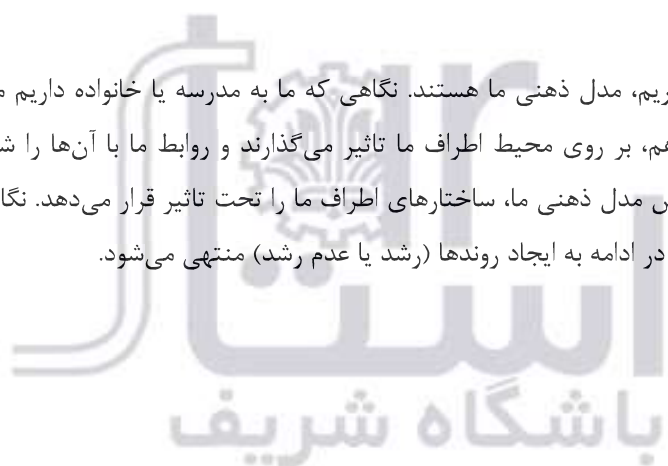 ریم، مدل ذهنی ما هستند. نگاهی که ما به مدرسه یا خانواده داریم م
هم، بر روی محیط اطراف ما تاثیر می‌گذارند و روابط ما با آن‌ها را ش
س مدل ذهنی ما، ساختارهای اطراف ما را تحت تاثیر قرار می‌دهد. نگا
در ادامه به ایجاد روندها (رشد یا عدم رشد) منتهی می‌شود.
استار
باشگاه شریف